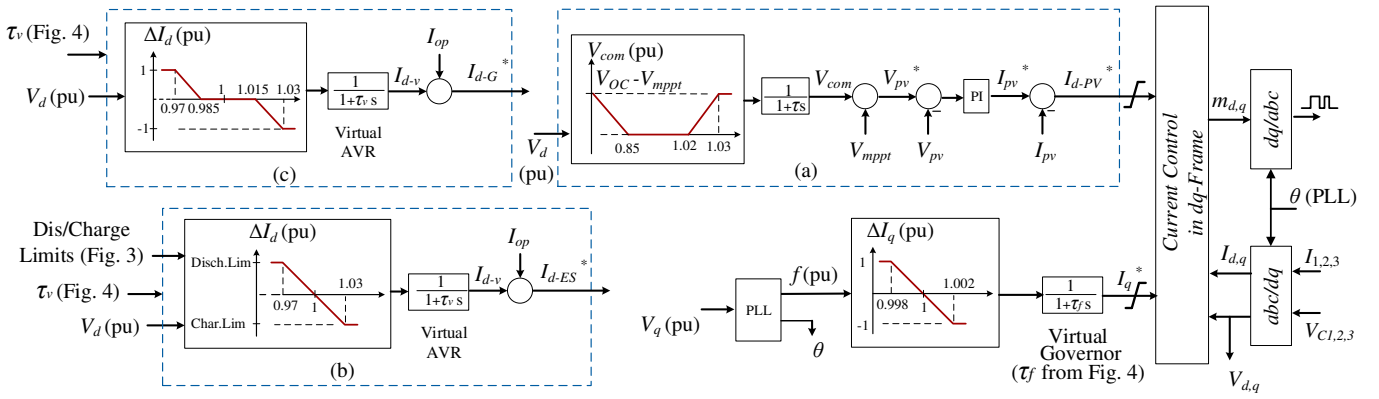 τv (Fig. 4)
Vd (pu)
ΔId (pu)
1
-1
0.97
0.985
1
1.015
1.03
1
1+τv s
Virtual
AVR
Id-v
Iop
Id-G*
(c)
Vd
(pu)
Vcom (pu)
VOC -Vmppt
0.85
1.02
1.03
1
1+τs
Vcom
Vmppt
Vpv*
Vpv
PI
Ipv*
Ipv
Id-PV*
(a)
Dis/Charge
Limits (Fig. 3)
τv (Fig. 4)
Vd (pu)
ΔId (pu)
Disch.Lim
Char.Lim
0.97
1
1.03
1
1+τv s
Virtual
AVR
Id-v
Iop
Id-ES*
(b)
Vq (pu)
PLL
f (pu)
θ
ΔIq (pu)
1
-1
0.998
1
1.002
1
1+τf s
Virtual
Governor
(τf from Fig. 4)
Iq*
Current Control
in dq-Frame
md,q
dq/abc
θ (PLL)
Id,q
abc/dq
I1,2,3
VC1,2,3
Vd,q